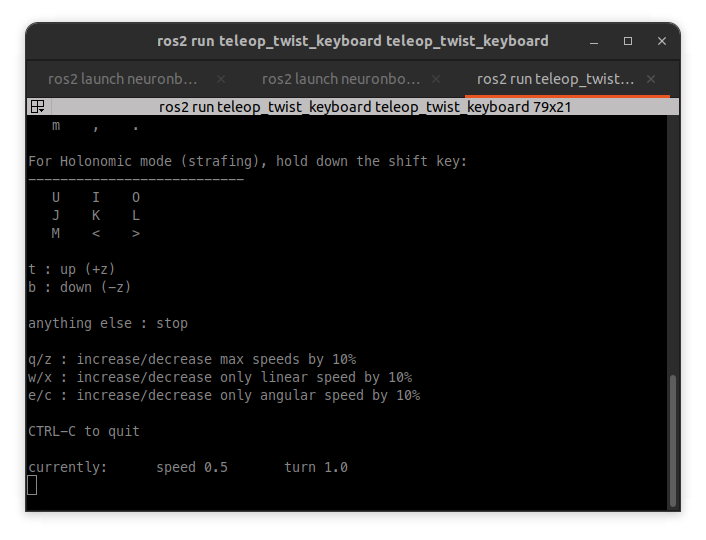 ros2 run teleop_twist_keyboard teleop_twist_keyboard
ros2 launch neuronb... ros2 launch neuronbo... ros2 run teleop_twist...
ros2 run teleop_twist_keyboard teleop_twist_keyboard 79x21
m , .
For Holonomic mode (strafing), hold down the shift key:
---------------------------
U I O
J K L
M < >
t : up (+z)
b : down (-z)
anything else : stop
q/z : increase/decrease max speeds by 10%
w/x : increase/decrease only linear speed by 10%
e/c : increase/decrease only angular speed by 10%
CTRL-C to quit
currently: speed 0.5 turn 1.0